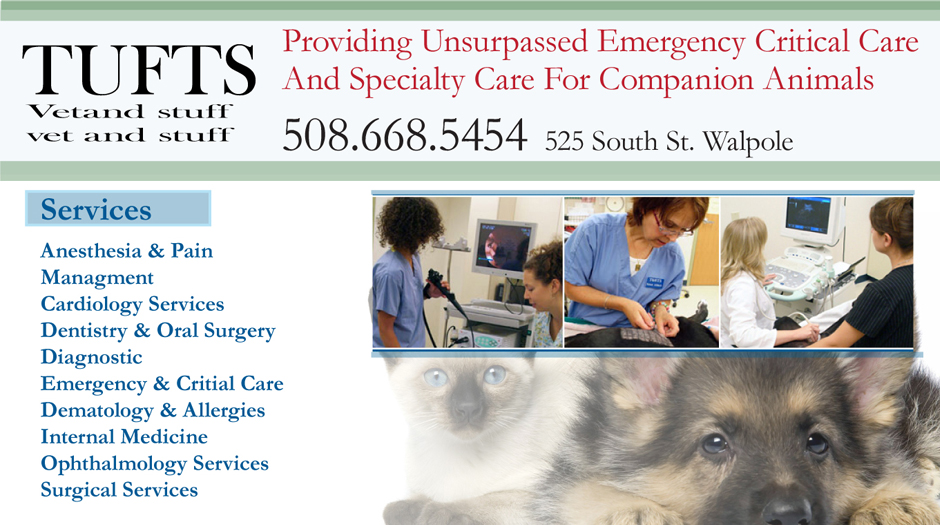 TUFTS
Vetand stuff
vet and stuff
Providing Unsurpassed Emergency Critical Care
And Specialty Care For Companion Animals
508.668.5454 525 South St. Walpole
Services
Anesthesia & Pain
Managment
Cardiology Services
Dentistry & Oral Surgery
Diagnostic
Emergency & Critial Care
Dematology & Allergies
Internal Medicine
Ophthalmology Services
Surgical Services
TUFTS